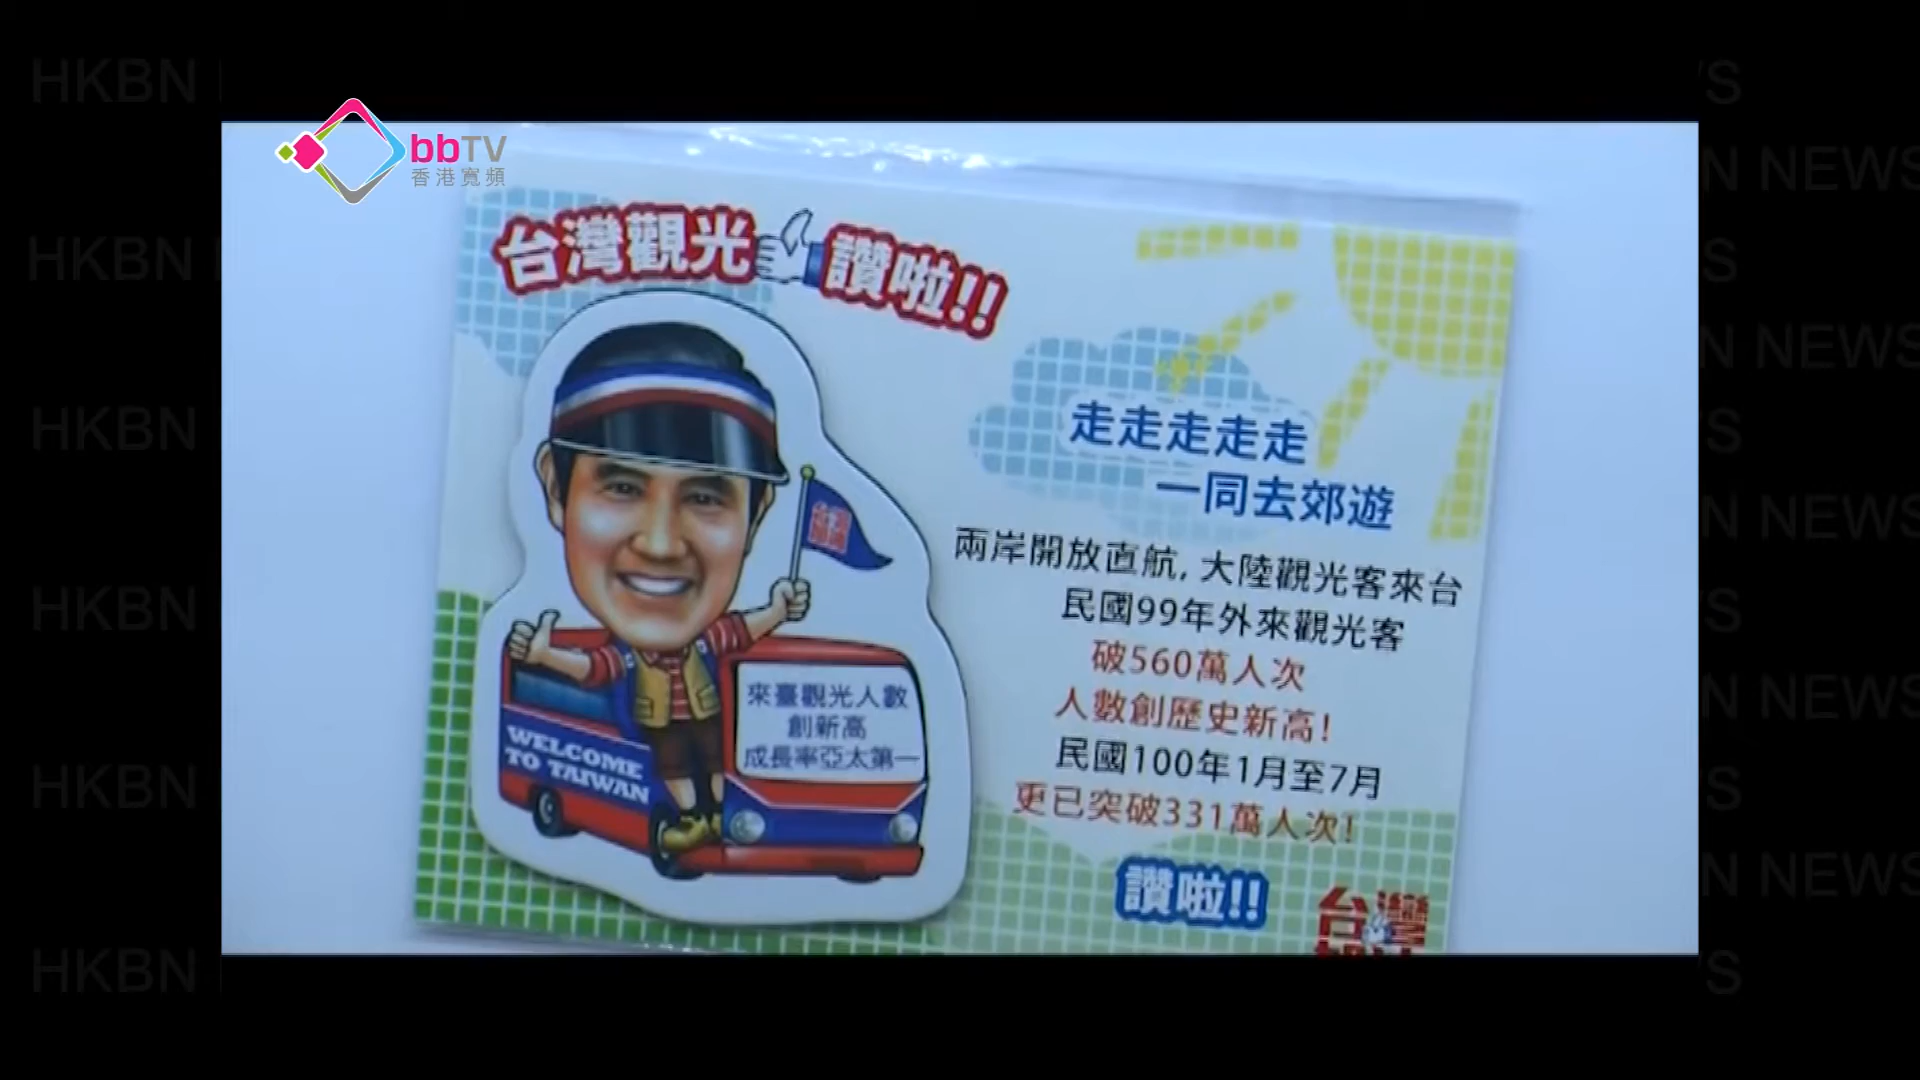 HKBN
S
bbTV
香港寬頻
N NEWS
HKBN
S
N NEWS
HKBN
S
N NEWS
HKBN
S
N NEWS
HKBN
S
N NEWS
HKBN
S
台灣觀光 讚啦!!
走走走走走
一同去郊遊
兩岸開放直航,大陸觀光客來台
民國99年外來觀光客
破560萬人次
人數創歷史新高!
民國100年1月至7月
更已突破331萬人次!
讚啦!!
台灣
來臺觀光人數
創新高
成長率亞太第一
WELCOME
TO TAIWAN